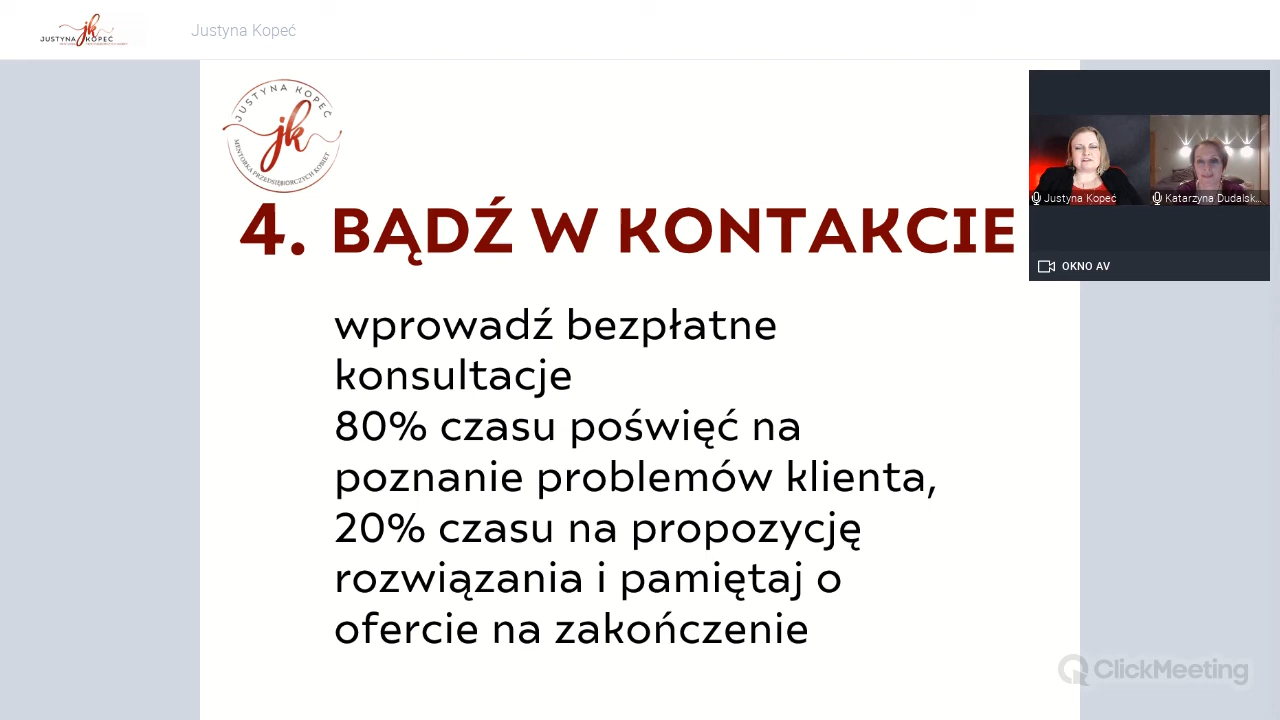 JUSTYNA jk KOPEĆ
Justyna Kopeć
JUSTYNA KOPEĆ
jk
MENTORKA PRZEDSIĘBIORCZYCH KOBIET
4. BĄDŹ W KONTAKCIE
wprowadź bezpłatne
konsultacje
80% czasu poświęć na
poznanie problemów klienta,
20% czasu na propozycję
rozwiązania i pamiętaj o
ofercie na zakończenie
Justyna Kopeć
Katarzyna Dudalsk...
OKNO AV
ClickMeeting